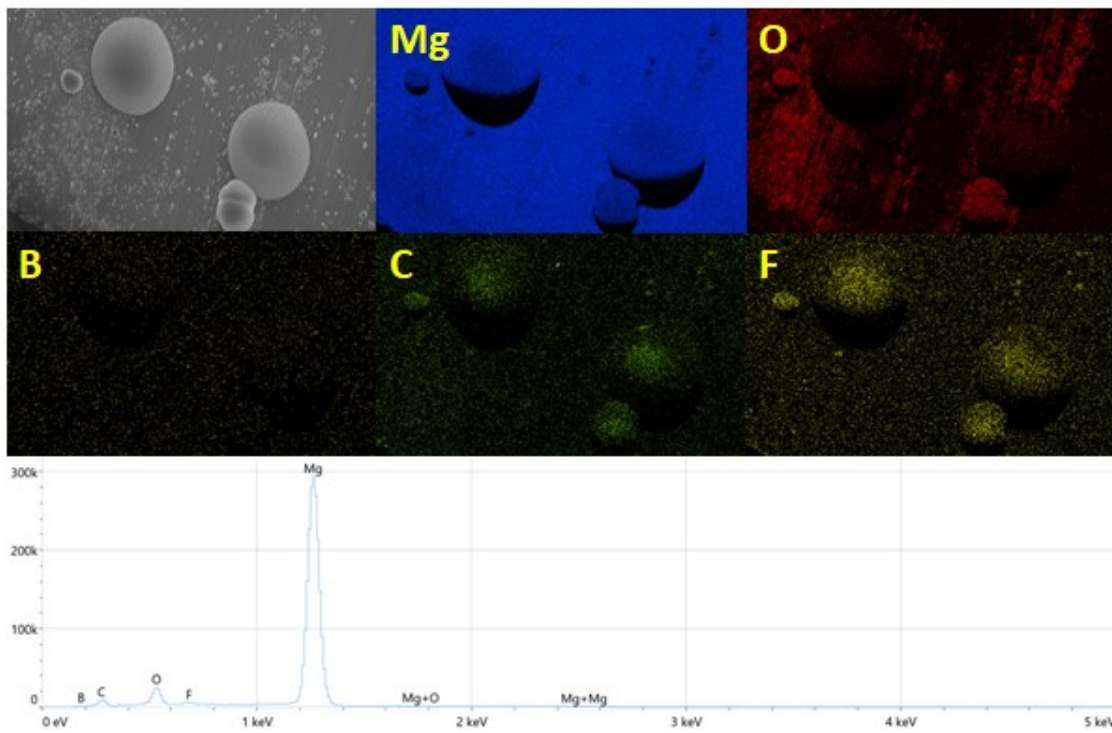 Mg
O
B
C
F
300k
200k
100k
0
Mg
B
C
O
F
Mg+O
Mg+Mg
0 eV
1 keV
2 keV
3 keV
4 keV
5 keV